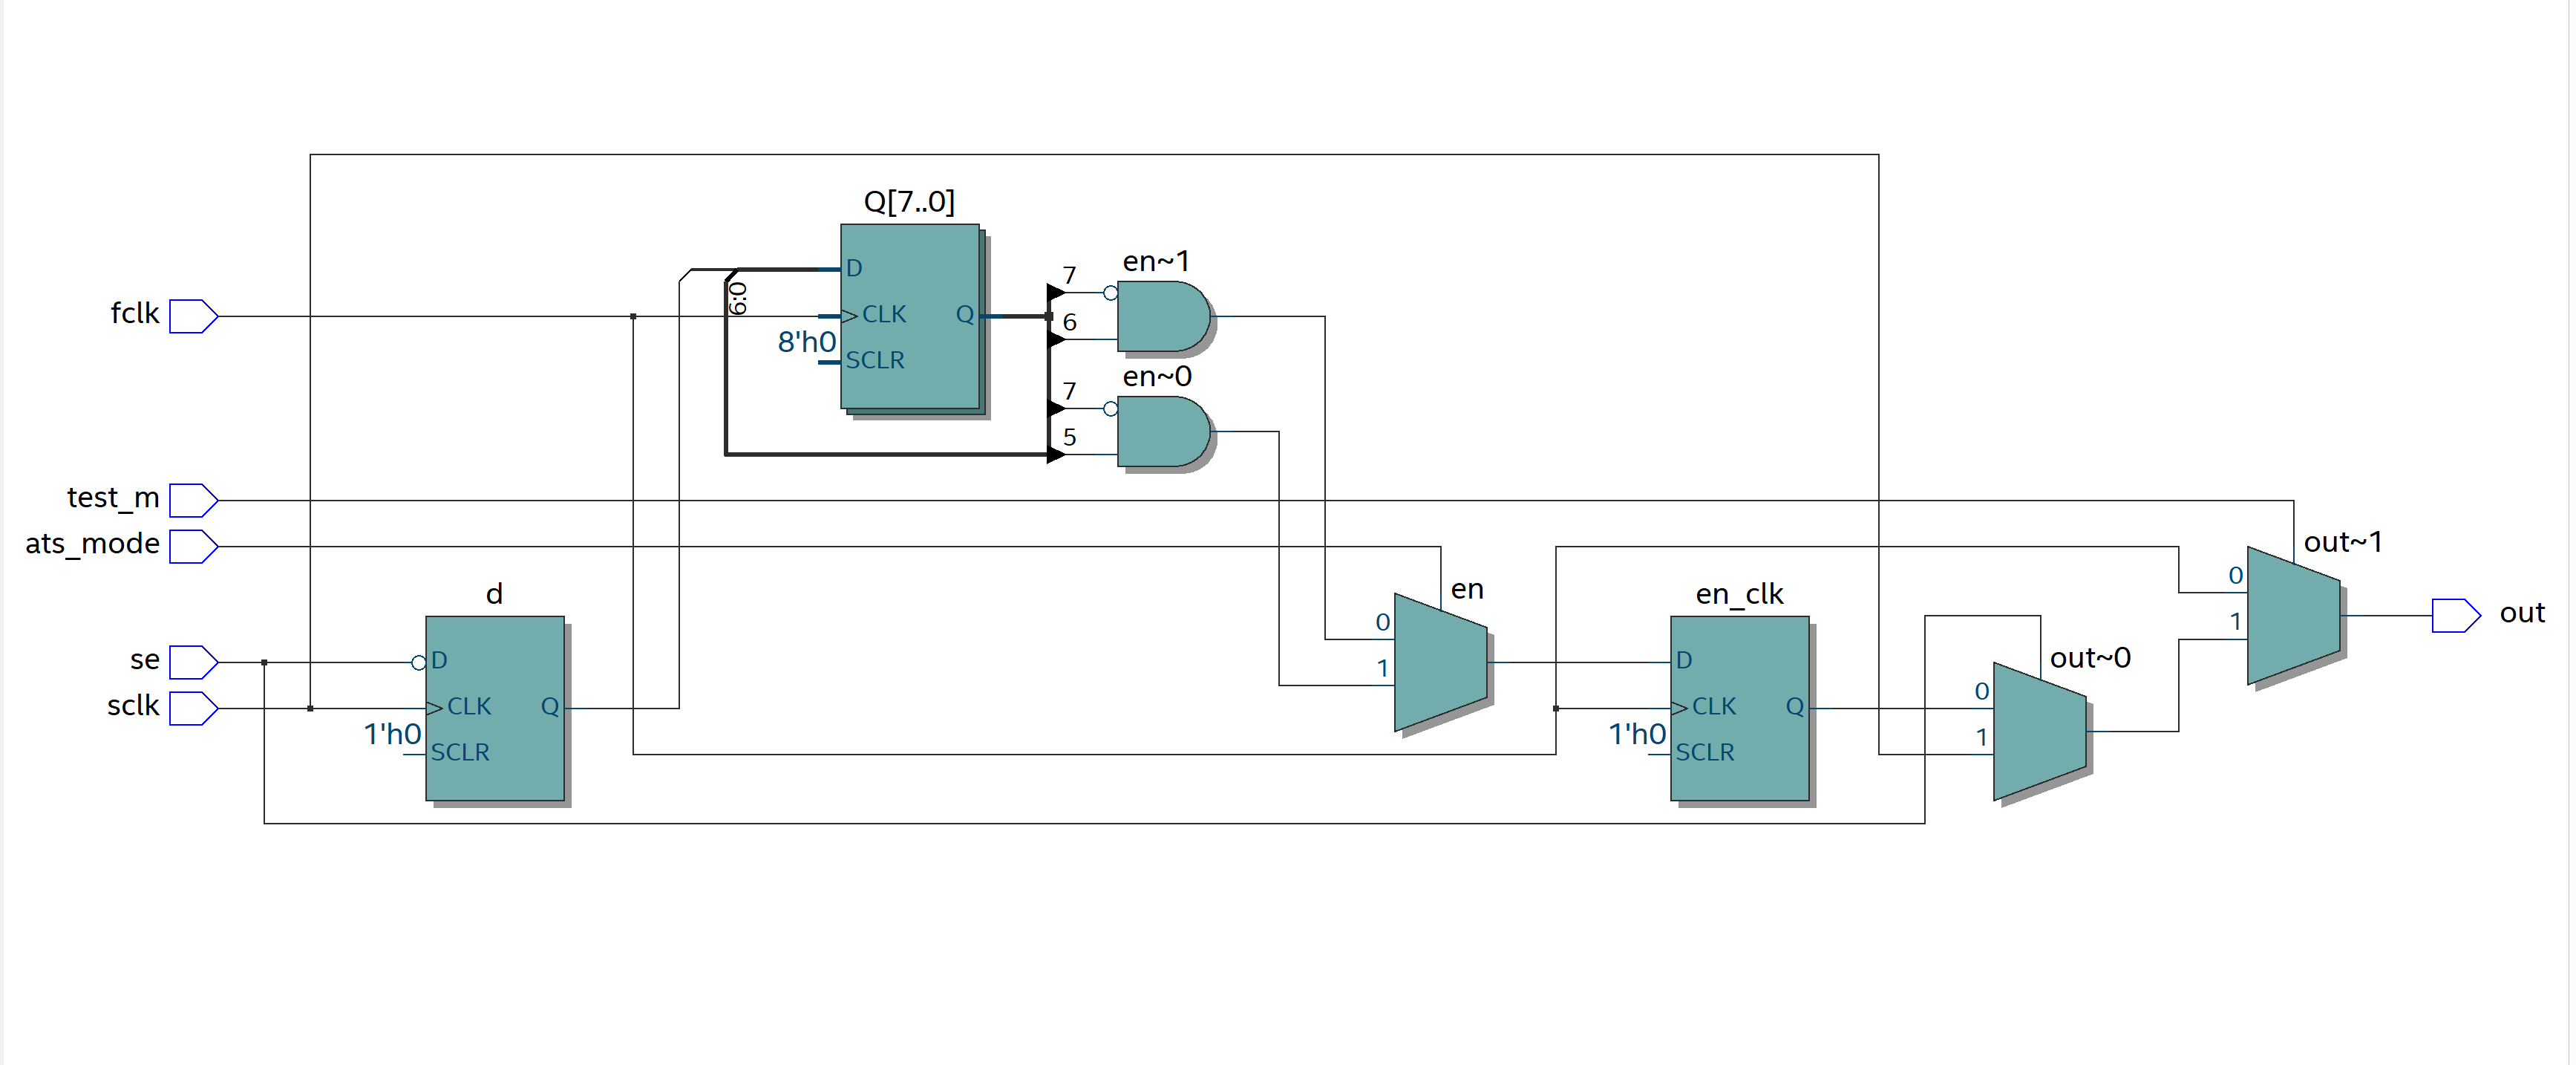 Q[7..0]
D
CLK
Q
8'h0
SCLR
6:0
7
6
en~1
7
5
en~0
fclk
test_m
ats_mode
se
sclk
d
D
CLK
Q
1'h0
SCLR
en
0
1
en_clk
D
CLK
Q
1'h0
SCLR
out~0
0
1
out~1
0
1
out